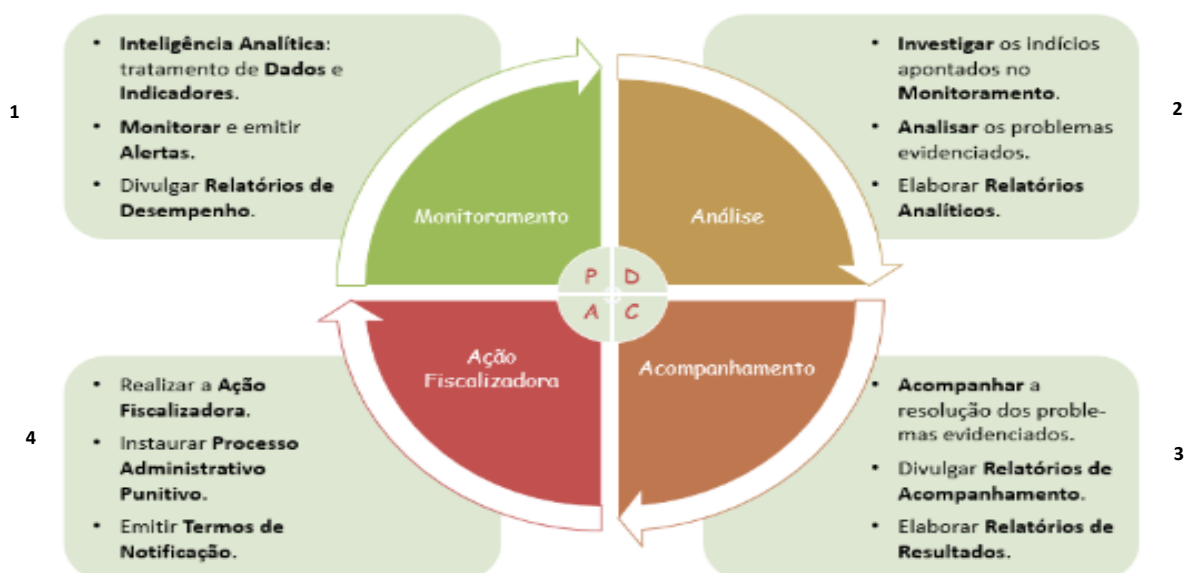 1
• Inteligência Analítica:
tratamento de Dados e
Indicadores.
• Monitorar e emitir
Alertas.
• Divulgar Relatórios de
Desempenho.
2
• Investigar os indícios
apontados no
Monitoramento.
• Analisar os problemas
evidenciados.
• Elaborar Relatórios
Analíticos.
Monitoramento
Análise
P D
A C
Ação
Fiscalizadora
Acompanhamento
4
• Realizar a Ação
Fiscalizadora.
• Instaurar Processo
Administrativo
Punitivo.
• Emitir Termos de
Notificação.
3
• Acompanhar a
resolução dos proble-
mas evidenciados.
• Divulgar Relatórios de
Acompanhamento.
• Elaborar Relatórios de
Resultados.